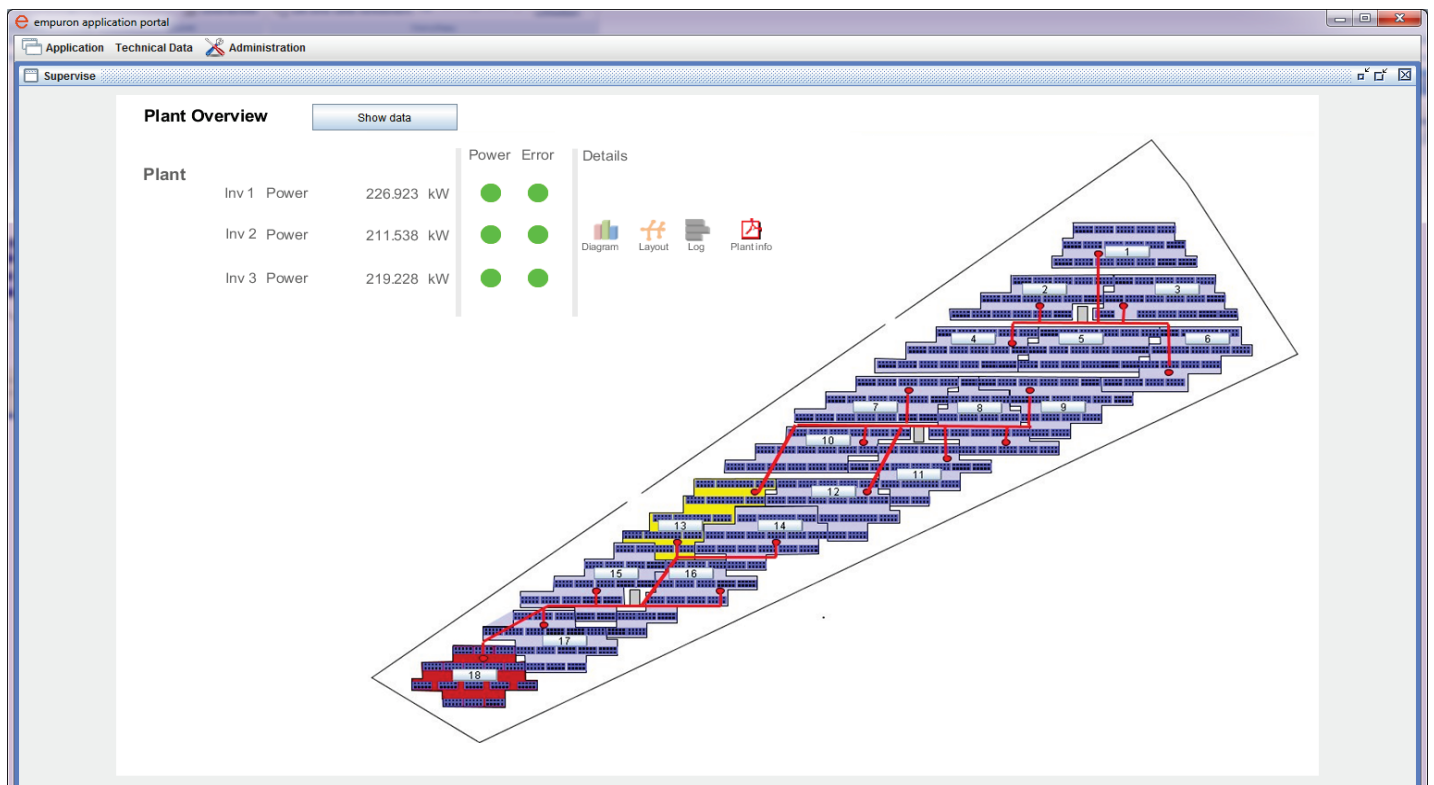 empuron application portal
Application Technical Data Administration
Supervise
Plant Overview Show data
Power Error Details
Plant
Inv 1 Power 226.923 kW
Inv 2 Power 211.538 kW
Diagram Layout Log Plant info
Inv 3 Power 219.228 kW
1
2 3
4 5 6
7 8 9
10
11
12
13 14
15 16
17
18